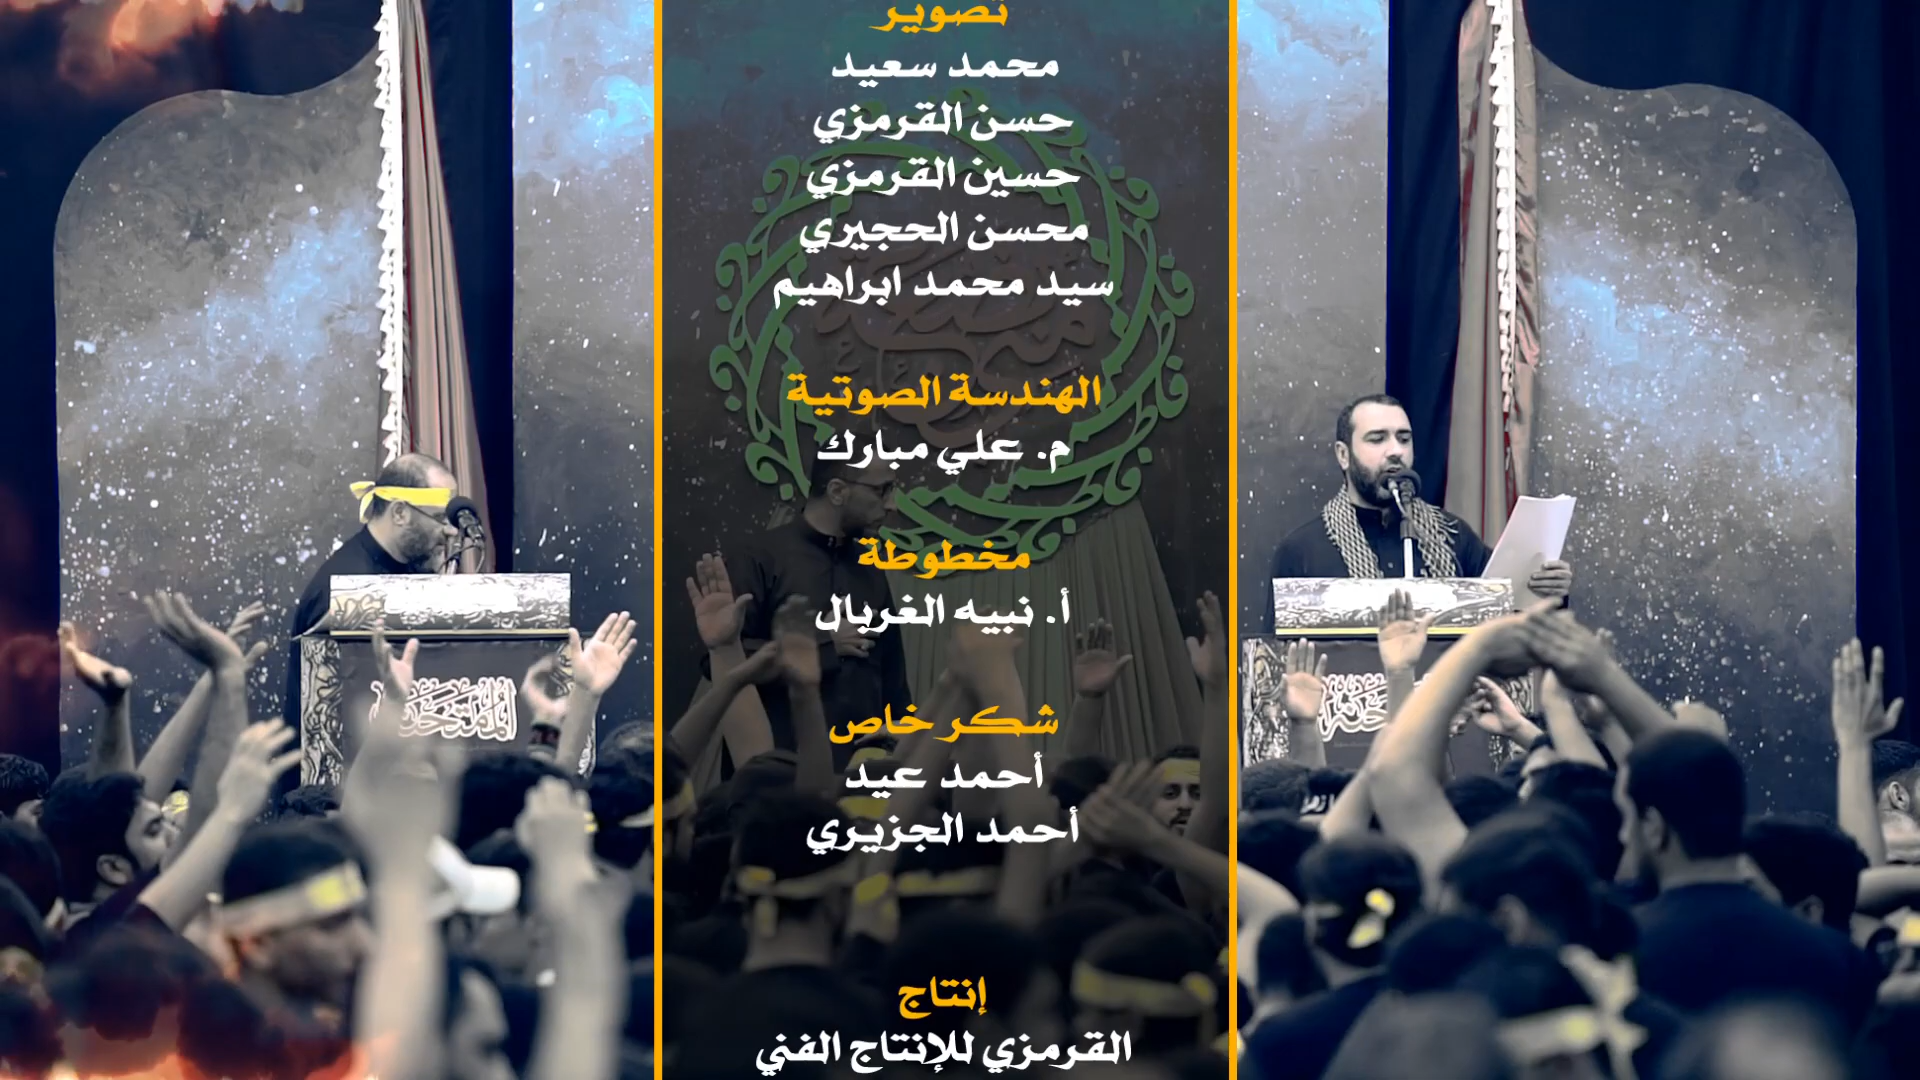 تصوير
محمد سعيد
حسن القرمزي
حسين القرمزي
محسن الحجيري
سيد محمد ابراهيم
الهندسة الصوتية
م. علي مبارك
مخطوطة
أ. نبيه الغربال
شكر خاص
أحمد عيد
أحمد الجزيري
إنتاج
القرمزي للإنتاج الفني